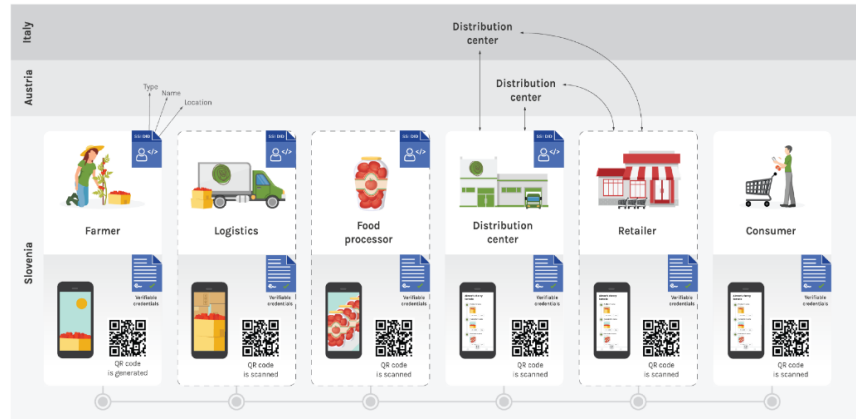 Italy
Distribution
center
Austria
Distribution
center
Type
Name
Location
Slovenia
SSI DID
SSI DID
SSI DID
SSI DID
Farmer
Logistics
Food
processor
Distribution
center
Retailer
Consumer
Verifiable
credentials
QR code
is generated
Verifiable
credentials
QR code
is scanned
Verifiable
credentials
QR code
is scanned
Verifiable
credentials
QR code
is scanned
Verifiable
credentials
QR code
is scanned
Verifiable
credentials
QR code
is scanned